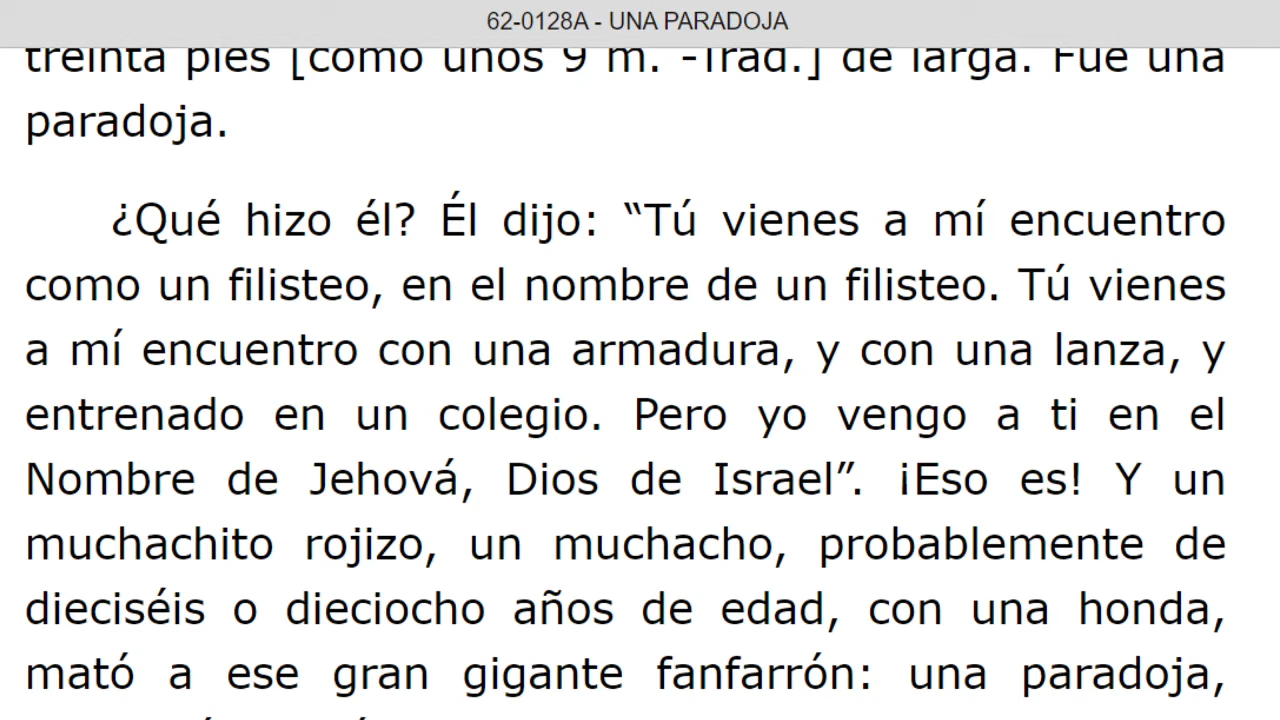 62-0128A - UNA PARADOJA
treinta pies [como unos 9 m. -Trad.] de larga. Fue una
paradoja.
¿Qué hizo él? Él dijo: “Tú vienes a mí encuentro
como un filisteo, en el nombre de un filisteo. Tú vienes
a mí encuentro con una armadura, y con una lanza, y
entrenado en un colegio. Pero yo vengo a ti en el
Nombre de Jehová, Dios de Israel”. ¡Eso es! Y un
muchachito rojizo, un muchacho, probablemente de
dieciséis o dieciocho años de edad, con una honda,
mató a ese gran gigante fanfarrón: una paradoja,